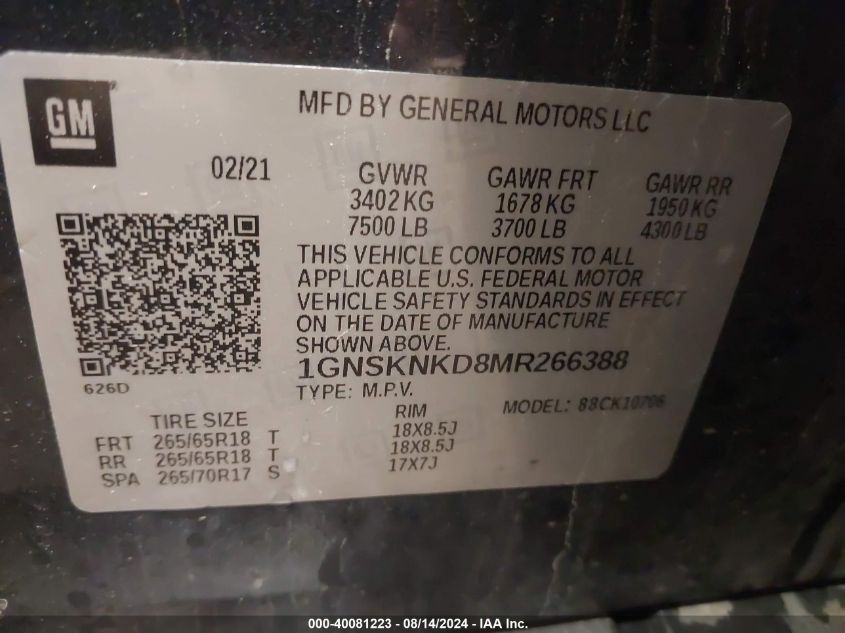 GM
MFD BY GENERAL MOTORS LLC
02/21
GVWR GAWR FRT GAWR RR
3402 KG 1678 KG 1950 KG
7500 LB 3700 LB 4300 LB
THIS VEHICLE CONFORMS TO ALL
APPLICABLE U.S. FEDERAL MOTOR
VEHICLE SAFETY STANDARDS IN EFFECT
ON THE DATE OF MANUFACTURE
SHOWN ABOVE.
1GNSKNKD8MR266388
626D
TYPE: M.P.V. MODEL: 88CK10706
TIRE SIZE RIM
FRT 265/65R18 T 18X8.5J
RR 265/65R18 T 18X8.5J
SPA 265/70R17 S 17X7J
000-40081223 - 08/14/2024 - IAA Inc.